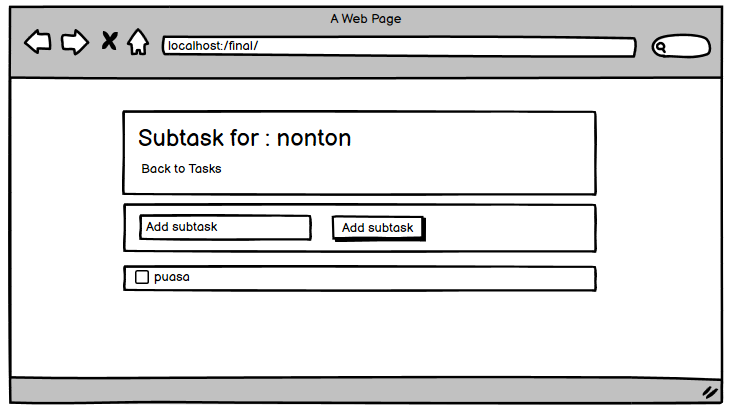 A Web Page
localhost:/final/
Subtask for : nonton
Back to Tasks
Add subtask
Add subtask
puasa